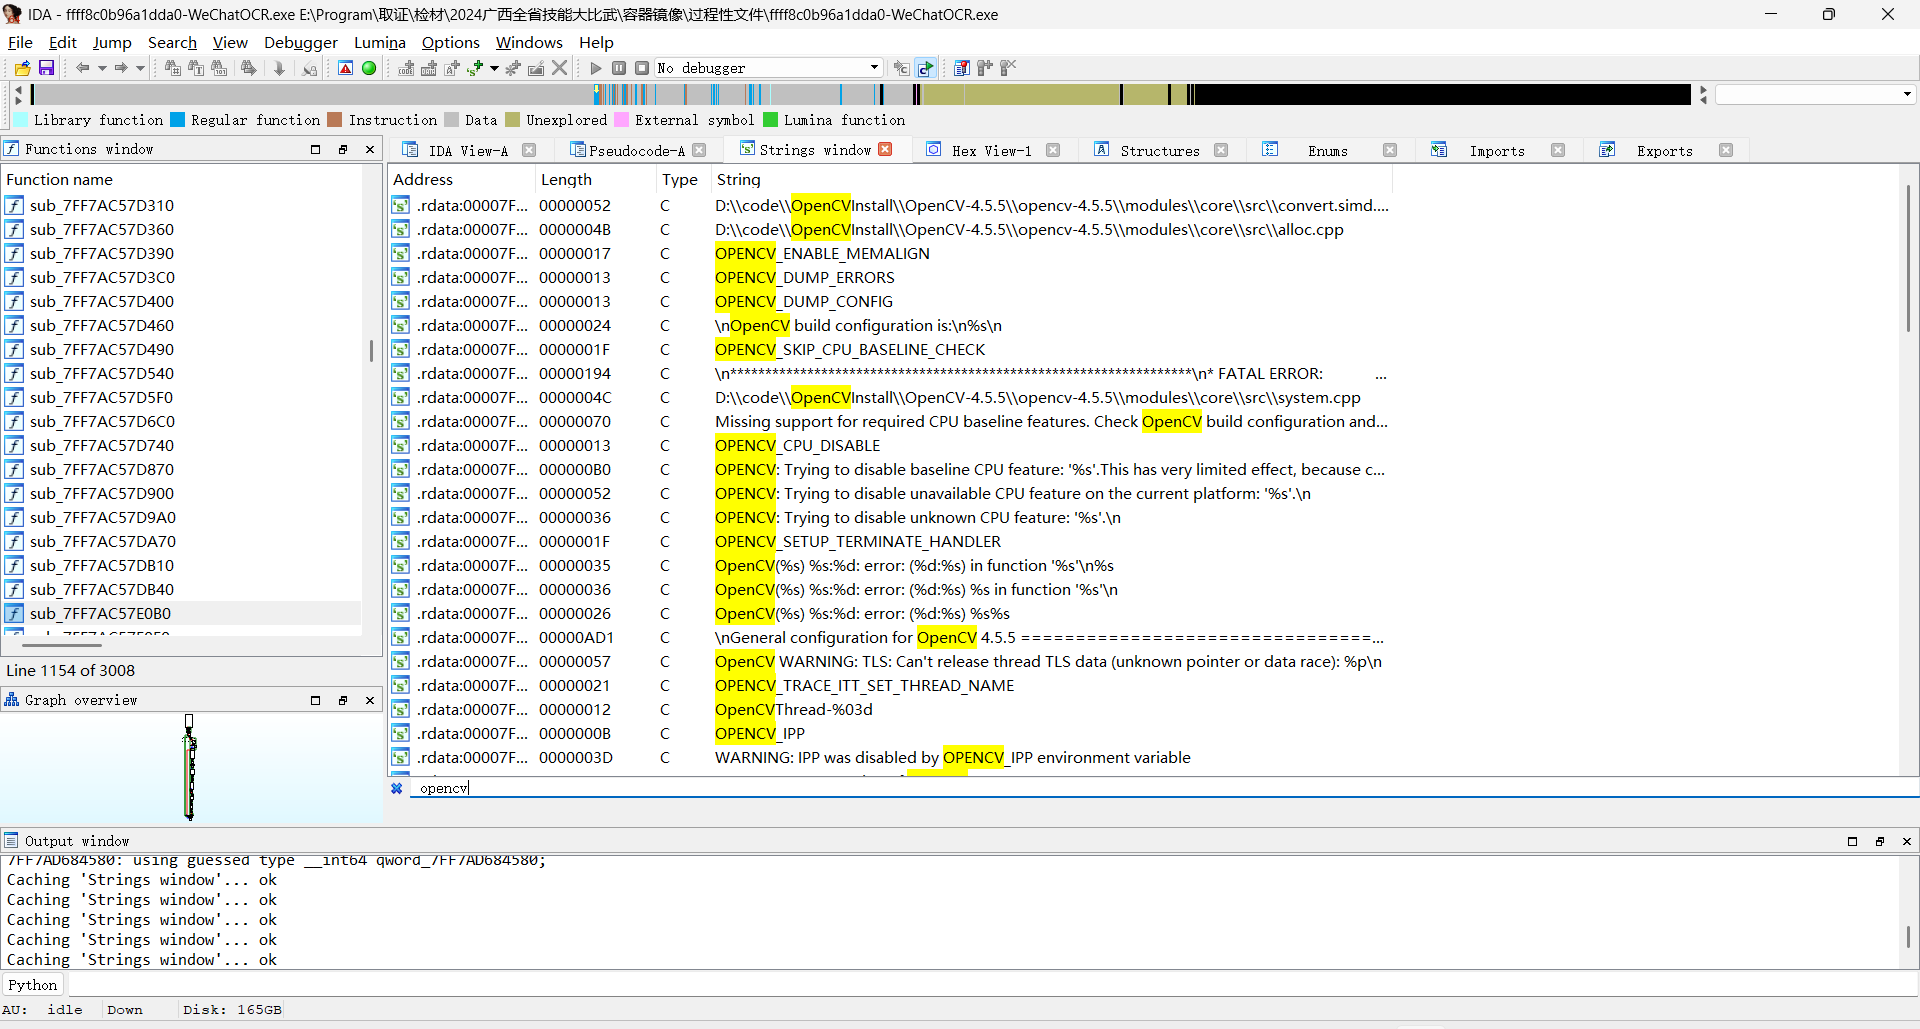 IDA - ffff8c0b96a1dda0-WeChatOCR.exe E:\Program\取证\检材\2024广西全省技能大比武\容器镜像\过程性文件\ffff8c0b96a1dda0-WeChatOCR.exe
File Edit Jump Search View Debugger Lumina Options Windows Help
No debugger
Library function Regular function Instruction Data Unexplored External symbol Lumina function
Functions window
IDA View-A Pseudocode-A Strings window Hex View-1 Structures Enums Imports Exports
Function name
sub_7FF7AC57D310
sub_7FF7AC57D360
sub_7FF7AC57D390
sub_7FF7AC57D3C0
sub_7FF7AC57D400
sub_7FF7AC57D460
sub_7FF7AC57D490
sub_7FF7AC57D540
sub_7FF7AC57D5F0
sub_7FF7AC57D6C0
sub_7FF7AC57D740
sub_7FF7AC57D870
sub_7FF7AC57D900
sub_7FF7AC57D9A0
sub_7FF7AC57DA70
sub_7FF7AC57DB10
sub_7FF7AC57DB40
sub_7FF7AC57E0B0
Line 1154 of 3008
Graph overview
Address Length Type String
.rdata:00007F... 00000052 C D:\\code\\OpenCVInstall\\OpenCV-4.5.5\\opencv-4.5.5\\modules\\core\\src\\convert.simd....
.rdata:00007F... 0000004B C D:\\code\\OpenCVInstall\\OpenCV-4.5.5\\opencv-4.5.5\\modules\\core\\src\\alloc.cpp
.rdata:00007F... 00000017 C OPENCV_ENABLE_MEMALIGN
.rdata:00007F... 00000013 C OPENCV_DUMP_ERRORS
.rdata:00007F... 00000013 C OPENCV_DUMP_CONFIG
.rdata:00007F... 00000024 C \nOpenCV build configuration is:\n%s\n
.rdata:00007F... 0000001F C OPENCV_SKIP_CPU_BASELINE_CHECK
.rdata:00007F... 00000194 C \n******************************************************************\n* FATAL ERROR: ...
.rdata:00007F... 0000004C C D:\\code\\OpenCVInstall\\OpenCV-4.5.5\\opencv-4.5.5\\modules\\core\\src\\system.cpp
.rdata:00007F... 00000070 C Missing support for required CPU baseline features. Check OpenCV build configuration and...
.rdata:00007F... 00000013 C OPENCV_CPU_DISABLE
.rdata:00007F... 000000B0 C OPENCV: Trying to disable baseline CPU feature: '%s'.This has very limited effect, because c...
.rdata:00007F... 00000052 C OPENCV: Trying to disable unavailable CPU feature on the current platform: '%s'.\n
.rdata:00007F... 00000036 C OPENCV: Trying to disable unknown CPU feature: '%s'.\n
.rdata:00007F... 0000001F C OPENCV_SETUP_TERMINATE_HANDLER
.rdata:00007F... 00000035 C OpenCV(%s) %s:%d: error: (%d:%s) in function '%s'\n%s
.rdata:00007F... 00000036 C OpenCV(%s) %s:%d: error: (%d:%s) %s in function '%s'\n
.rdata:00007F... 00000026 C OpenCV(%s) %s:%d: error: (%d:%s) %s%s
.rdata:00007F... 00000AD1 C \nGeneral configuration for OpenCV 4.5.5 ================================...
.rdata:00007F... 00000057 C OpenCV WARNING: TLS: Can't release thread TLS data (unknown pointer or data race): %p\n
.rdata:00007F... 00000021 C OPENCV_TRACE_ITT_SET_THREAD_NAME
.rdata:00007F... 00000012 C OpenCVThread-%03d
.rdata:00007F... 0000000B C OPENCV_IPP
.rdata:00007F... 0000003D C WARNING: IPP was disabled by OPENCV_IPP environment variable
opencv
Output window
7FF7AD684580: using guessed type __int64 qword_7FF7AD684580;
Caching 'Strings window'... ok
Caching 'Strings window'... ok
Caching 'Strings window'... ok
Caching 'Strings window'... ok
Caching 'Strings window'... ok
Python
AU: idle Down Disk: 165GB